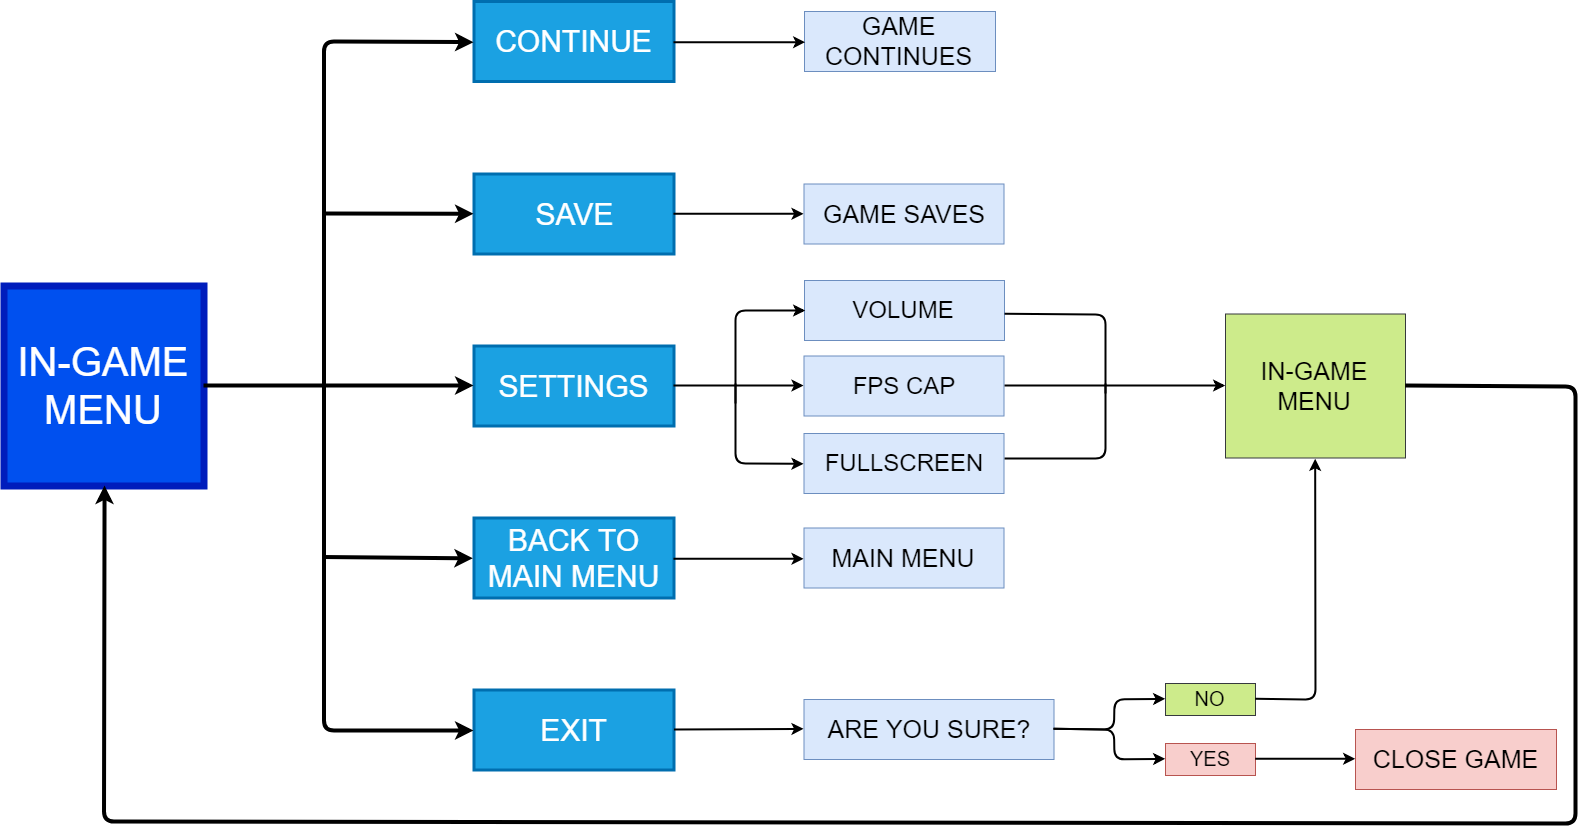 IN-GAME
MENU
CONTINUE
GAME
CONTINUES
SAVE
GAME SAVES
SETTINGS
VOLUME
FPS CAP
FULLSCREEN
IN-GAME
MENU
BACK TO
MAIN MENU
MAIN MENU
EXIT
ARE YOU SURE?
NO
YES
CLOSE GAME